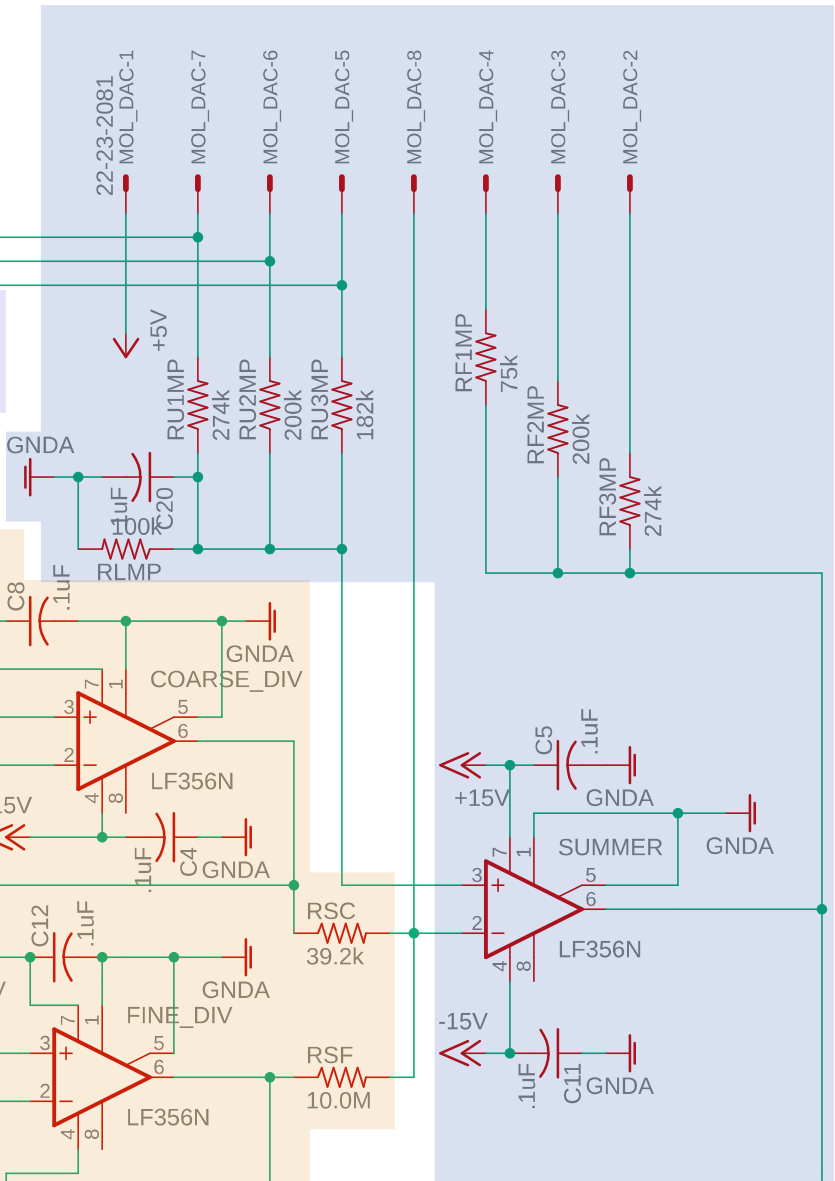 22-23-2081
MOL_DAC-1
MOL_DAC-7
MOL_DAC-6
MOL_DAC-5
MOL_DAC-8
MOL_DAC-4
MOL_DAC-3
MOL_DAC-2
+5V
RU1MP
274k
RU2MP
200k
RU3MP
182k
RF1MP
75k
RF2MP
200k
RF3MP
274k
GNDA
.1uF
C20
100k
RLMP
C8
.1uF
GNDA
COARSE_DIV
7
1
3
5
6
2
LF356N
4
8
15V
.1uF
C4
GNDA
C5
.1uF
+15V
GNDA
SUMMER
GNDA
7
1
3
5
6
2
LF356N
4
8
RSC
39.2k
C12
.1uF
GNDA
V
FINE_DIV
7
1
3
5
6
2
LF356N
4
8
RSF
10.0M
-15V
.1uF
C11
GNDA